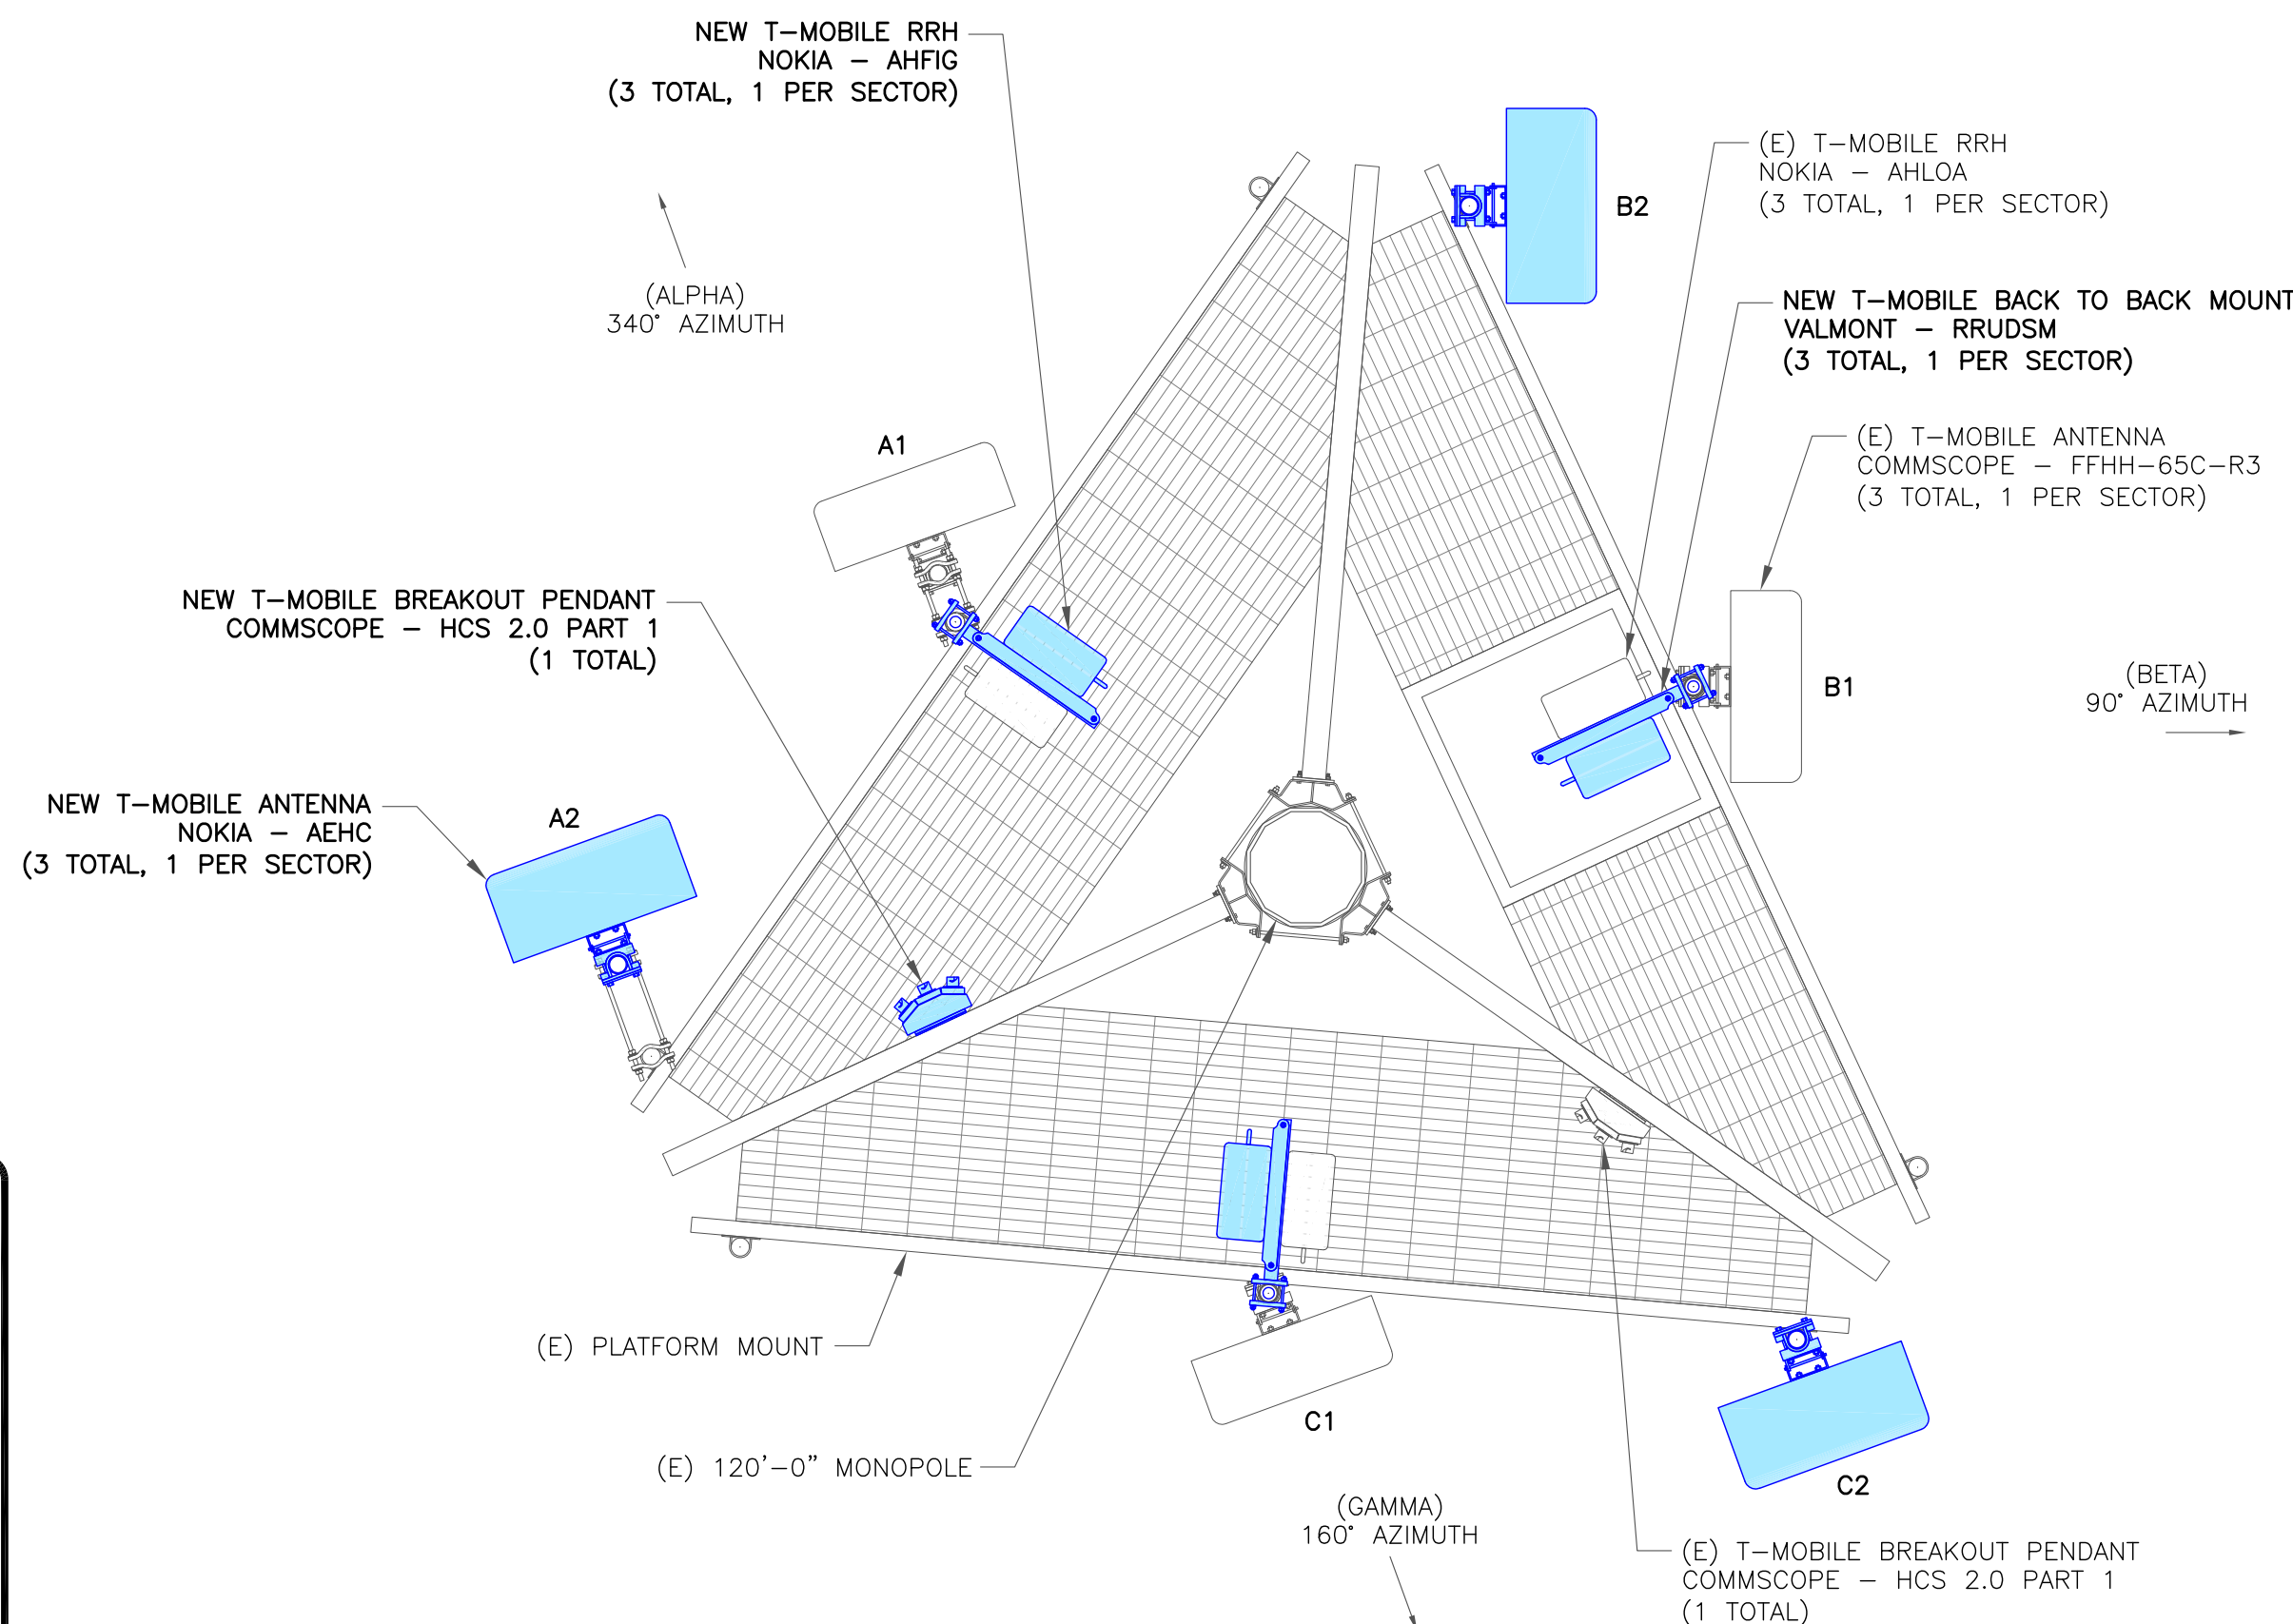 NEW T-MOBILE RRH
NOKIA - AHFIG
(3 TOTAL, 1 PER SECTOR)
(E) T-MOBILE RRH
NOKIA - AHLOA
(3 TOTAL, 1 PER SECTOR)
B2
(ALPHA)
340° AZIMUTH
NEW T-MOBILE BACK TO BACK MOUNT
VALMONT - RRUDSM
(3 TOTAL, 1 PER SECTOR)
A1
(E) T-MOBILE ANTENNA
COMMSCOPE - FFHH-65C-R3
(3 TOTAL, 1 PER SECTOR)
NEW T-MOBILE BREAKOUT PENDANT
COMMSCOPE - HCS 2.0 PART 1
(1 TOTAL)
B1
(BETA)
90° AZIMUTH
NEW T-MOBILE ANTENNA
NOKIA - AEHC
(3 TOTAL, 1 PER SECTOR)
A2
(E) PLATFORM MOUNT
C1
(E) 120'-0" MONOPOLE
C2
(GAMMA)
160° AZIMUTH
(E) T-MOBILE BREAKOUT PENDANT
COMMSCOPE - HCS 2.0 PART 1
(1 TOTAL)